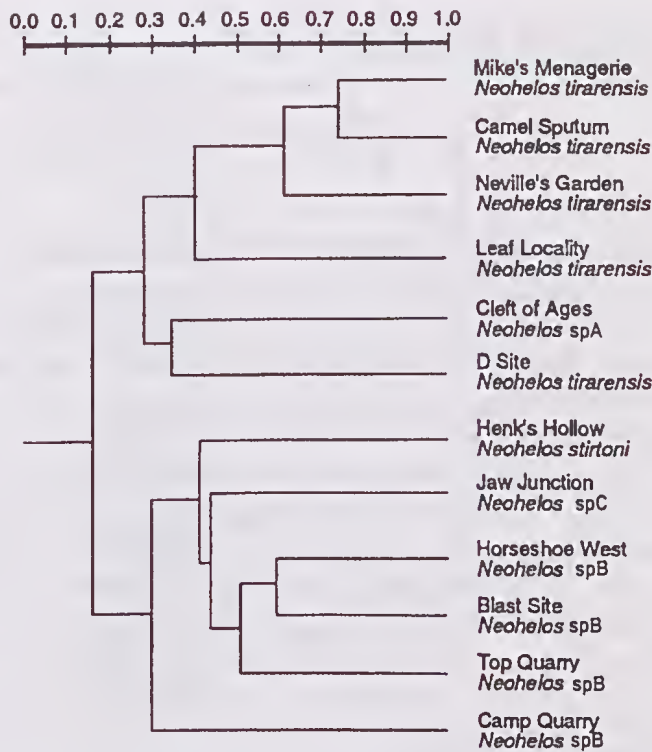 0.0 0.1 0.2 0.3 0.4 0.5 0.6 0.7 0.8 0.9 1.0
Mike's Menagerie
Neohelos tirarensis
Camel Sputum
Neohelos tirarensis
Neville's Garden
Neohelos tirarensis
Leaf Locality
Neohelos tirarensis
Cleft of Ages
Neohelos spA
D Site
Neohelos tirarensis
Henk's Hollow
Neohelos stirtoni
Jaw Junction
Neohelos spC
Horseshoe West
Neohelos spB
Blast Site
Neohelos spB
Top Quarry
Neohelos spB
Camp Quarry
Neohelos spB